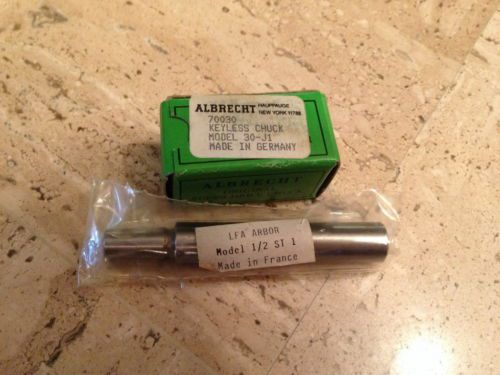 ALBRECHT HAUPPAUGE
NEW YORK 11788
70030
KEYLESS CHUCK
MODEL 30-J1
MADE IN GERMANY
ALBRECHT
LFA ARBOR
Model 1/2 ST 1
Made in France